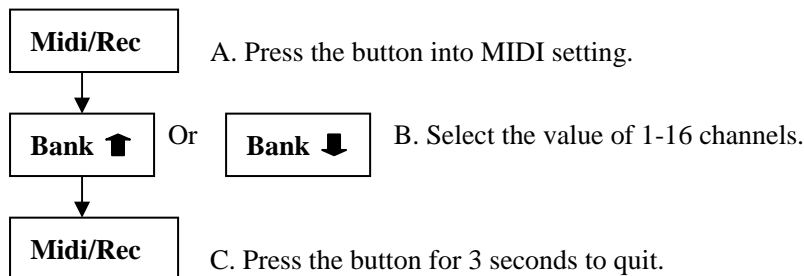 Midi/Rec A. Press the button into MIDI setting.
Bank ⬆ Or Bank ⬇ B. Select the value of 1-16 channels.
Midi/Rec C. Press the button for 3 seconds to quit.